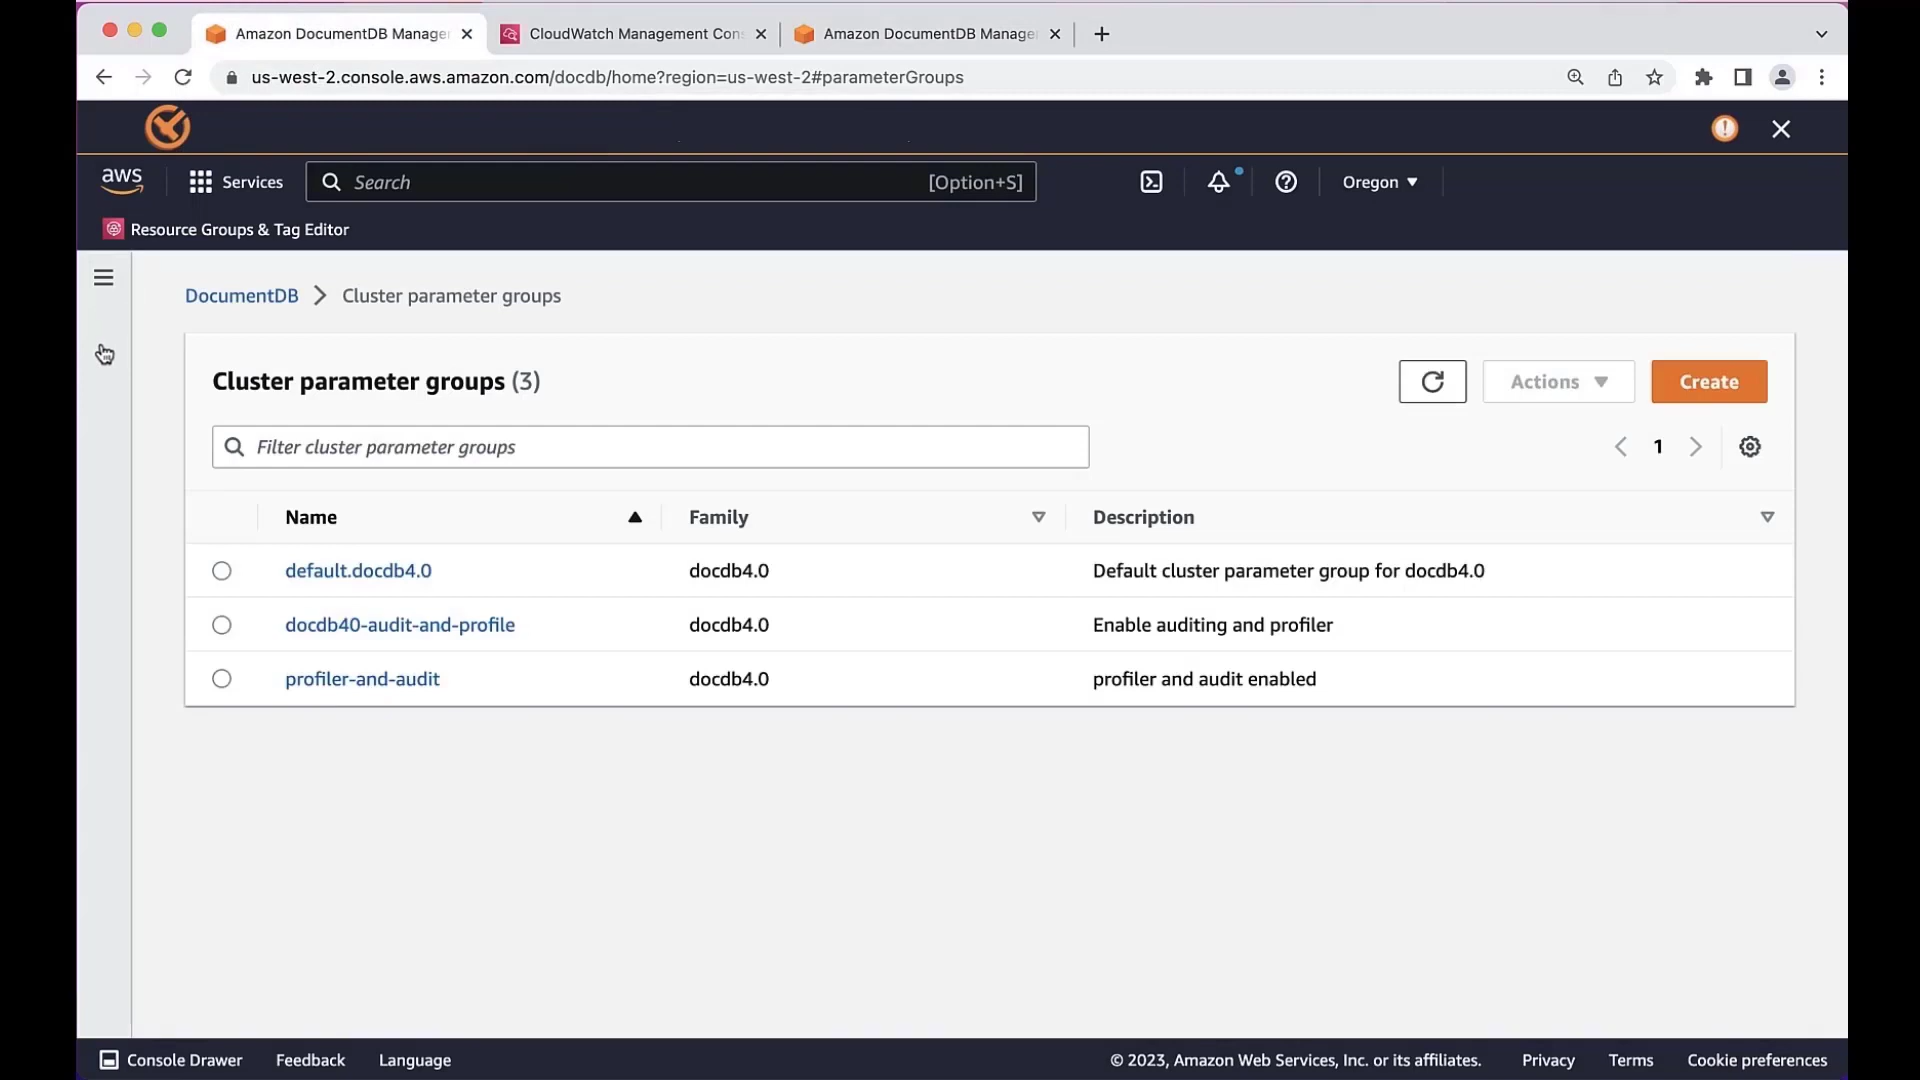 Amazon DocumentDB Manage
CloudWatch Management Con
Amazon DocumentDB Manage
us-west-2.console.aws.amazon.com/docdb/home?region=us-west-2#parameterGroups
aws
Services
Search
[Option+S]
Oregon
Resource Groups & Tag Editor
DocumentDB
Cluster parameter groups
Cluster parameter groups (3)
Actions
Create
Filter cluster parameter groups
1
Name Family Description
default.docdb4.0 docdb4.0 Default cluster parameter group for docdb4.0
docdb40-audit-and-profile docdb4.0 Enable auditing and profiler
profiler-and-audit docdb4.0 profiler and audit enabled
Console Drawer Feedback Language © 2023, Amazon Web Services, Inc. or its affiliates. Privacy Terms Cookie preferences